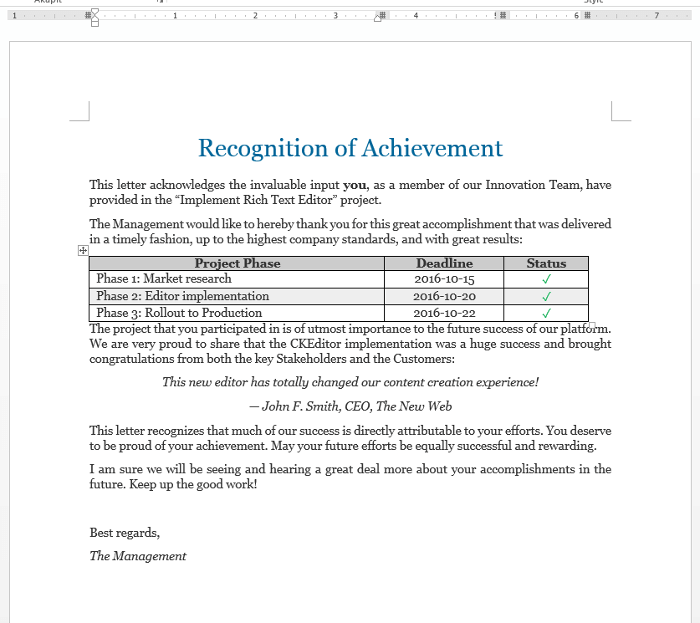 1 1 2 3 4 5 6 7
Recognition of Achievement
This letter acknowledges the invaluable input you, as a member of our Innovation Team, have
provided in the “Implement Rich Text Editor” project.
The Management would like to hereby thank you for this great accomplishment that was delivered
in a timely fashion, up to the highest company standards, and with great results:
Project Phase Deadline Status
Phase 1: Market research 2016-10-15 ✓
Phase 2: Editor implementation 2016-10-20 ✓
Phase 3: Rollout to Production 2016-10-22 ✓
The project that you participated in is of utmost importance to the future success of our platform.
We are very proud to share that the CKEditor implementation was a huge success and brought
congratulations from both the key Stakeholders and the Customers:
This new editor has totally changed our content creation experience!
— John F. Smith, CEO, The New Web
This letter recognizes that much of our success is directly attributable to your efforts. You deserve
to be proud of your achievement. May your future efforts be equally successful and rewarding.
I am sure we will be seeing and hearing a great deal more about your accomplishments in the
future. Keep up the good work!
Best regards,
The Management